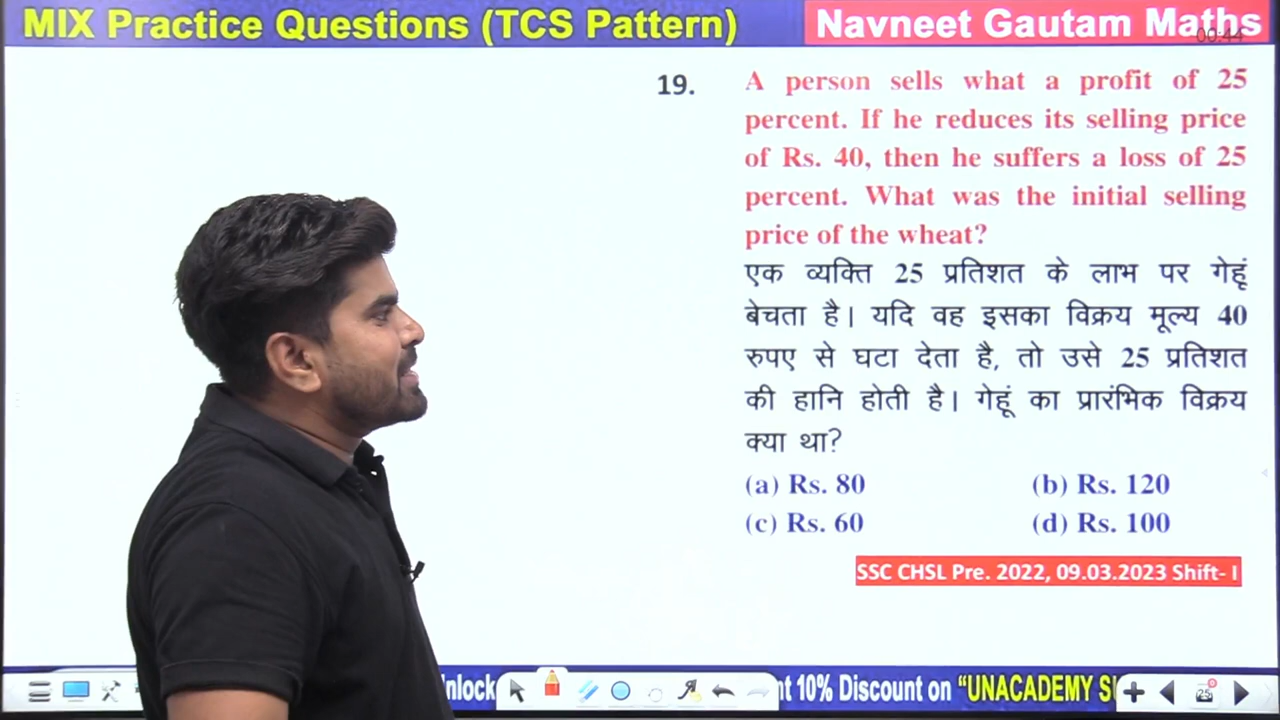 MIX Practice Questions (TCS Pattern)
Navneet Gautam Maths
00:44
19. A person sells what a profit of 25
percent. If he reduces its selling price
of Rs. 40, then he suffers a loss of 25
percent. What was the initial selling
price of the wheat?
एक व्यक्ति 25 प्रतिशत के लाभ पर गेहूं
बेचता है। यदि वह इसका विक्रय मूल्य 40
रुपए से घटा देता है, तो उसे 25 प्रतिशत
की हानि होती है। गेहूं का प्रारंभिक विक्रय
क्या था?
(a) Rs. 80 (b) Rs. 120
(c) Rs. 60 (d) Rs. 100
SSC CHSL Pre. 2022, 09.03.2023 Shift- I
10% Discount on "UNACADEMY
25